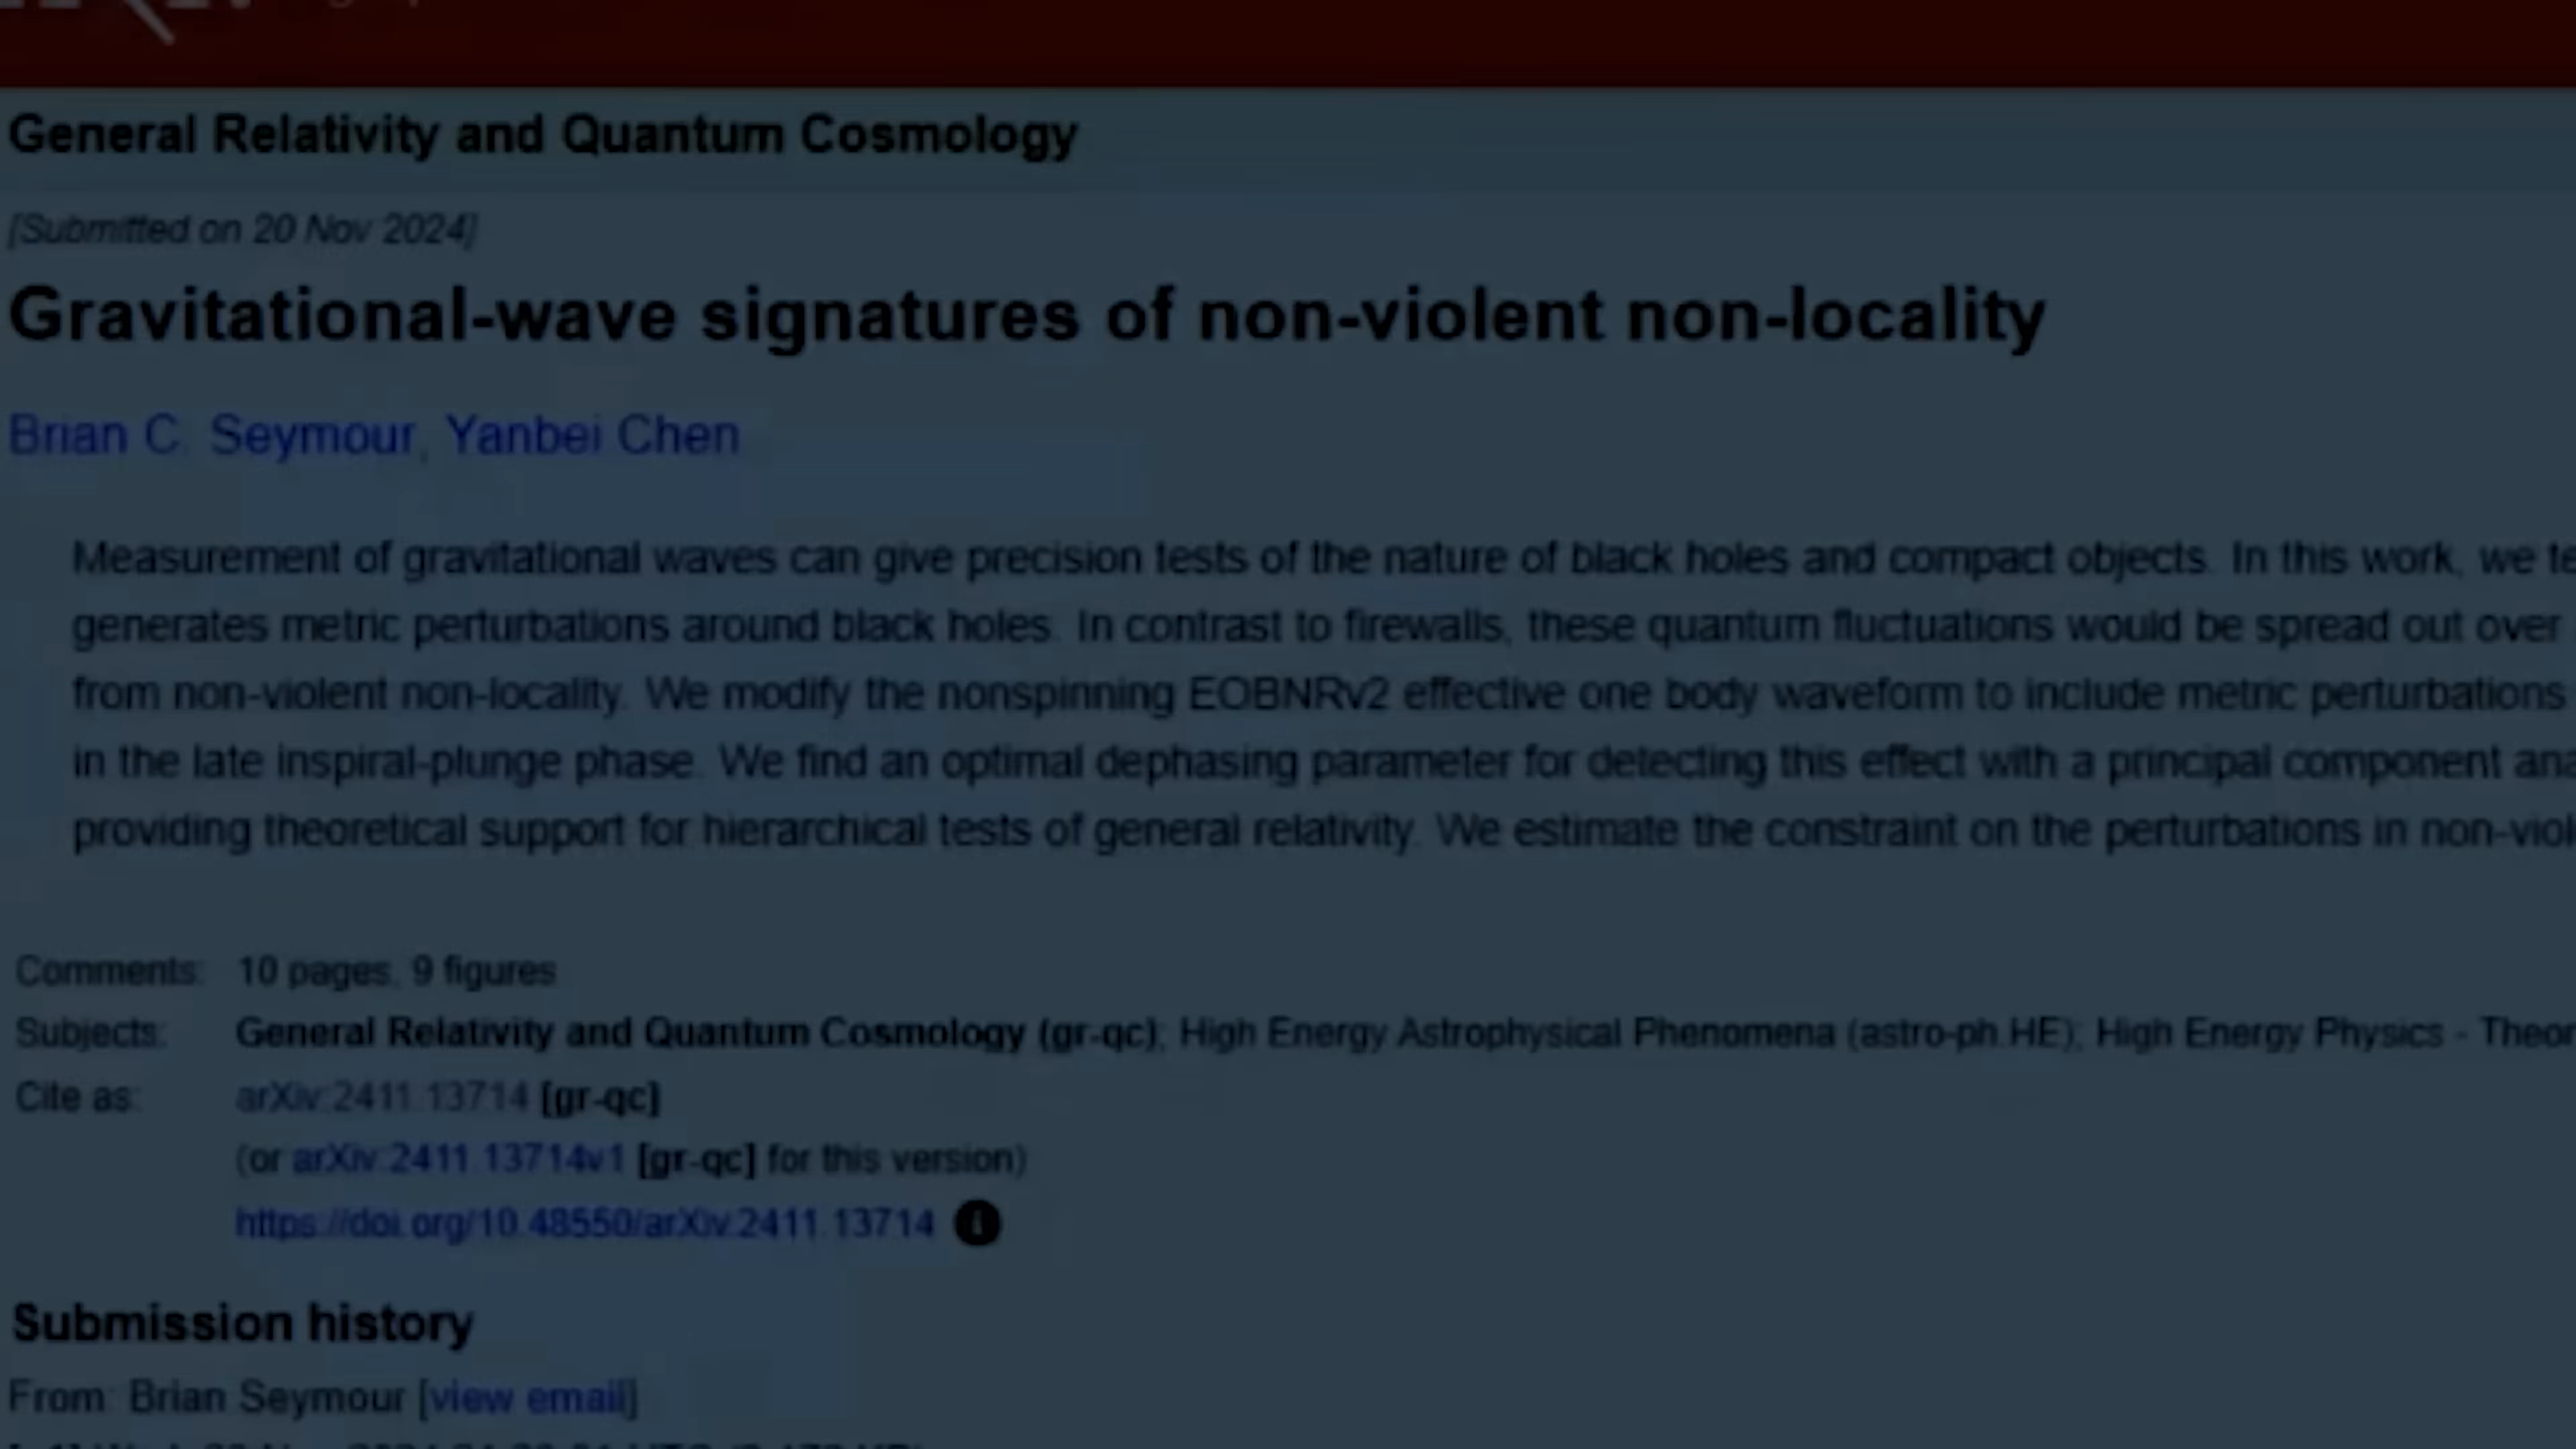 General Relativity and Quantum Cosmology
[Submitted on 20 Nov 2024]
Gravitational-wave signatures of non-violent non-locality
Brian C. Seymour, Yanbei Chen
Measurement of gravitational waves can give precision tests of the nature of black holes and compact objects. In this work, we te
generates metric perturbations around black holes. In contrast to firewalls, these quantum fluctuations would be spread out over
from non-violent non-locality. We modify the nonspinning EOBNRv2 effective one body waveform to include metric perturbations
in the late inspiral-plunge phase. We find an optimal dephasing parameter for detecting this effect with a principal component ana
providing theoretical support for hierarchical tests of general relativity. We estimate the constraint on the perturbations in non-viol
Comments: 10 pages, 9 figures
Subjects: General Relativity and Quantum Cosmology (gr-qc); High Energy Astrophysical Phenomena (astro-ph.HE); High Energy Physics - Theor
Cite as: arXiv:2411.13714 [gr-qc]
(or arXiv:2411.13714v1 [gr-qc] for this version)
https://doi.org/10.48550/arXiv.2411.13714
Submission history
From: Brian Seymour [view email]